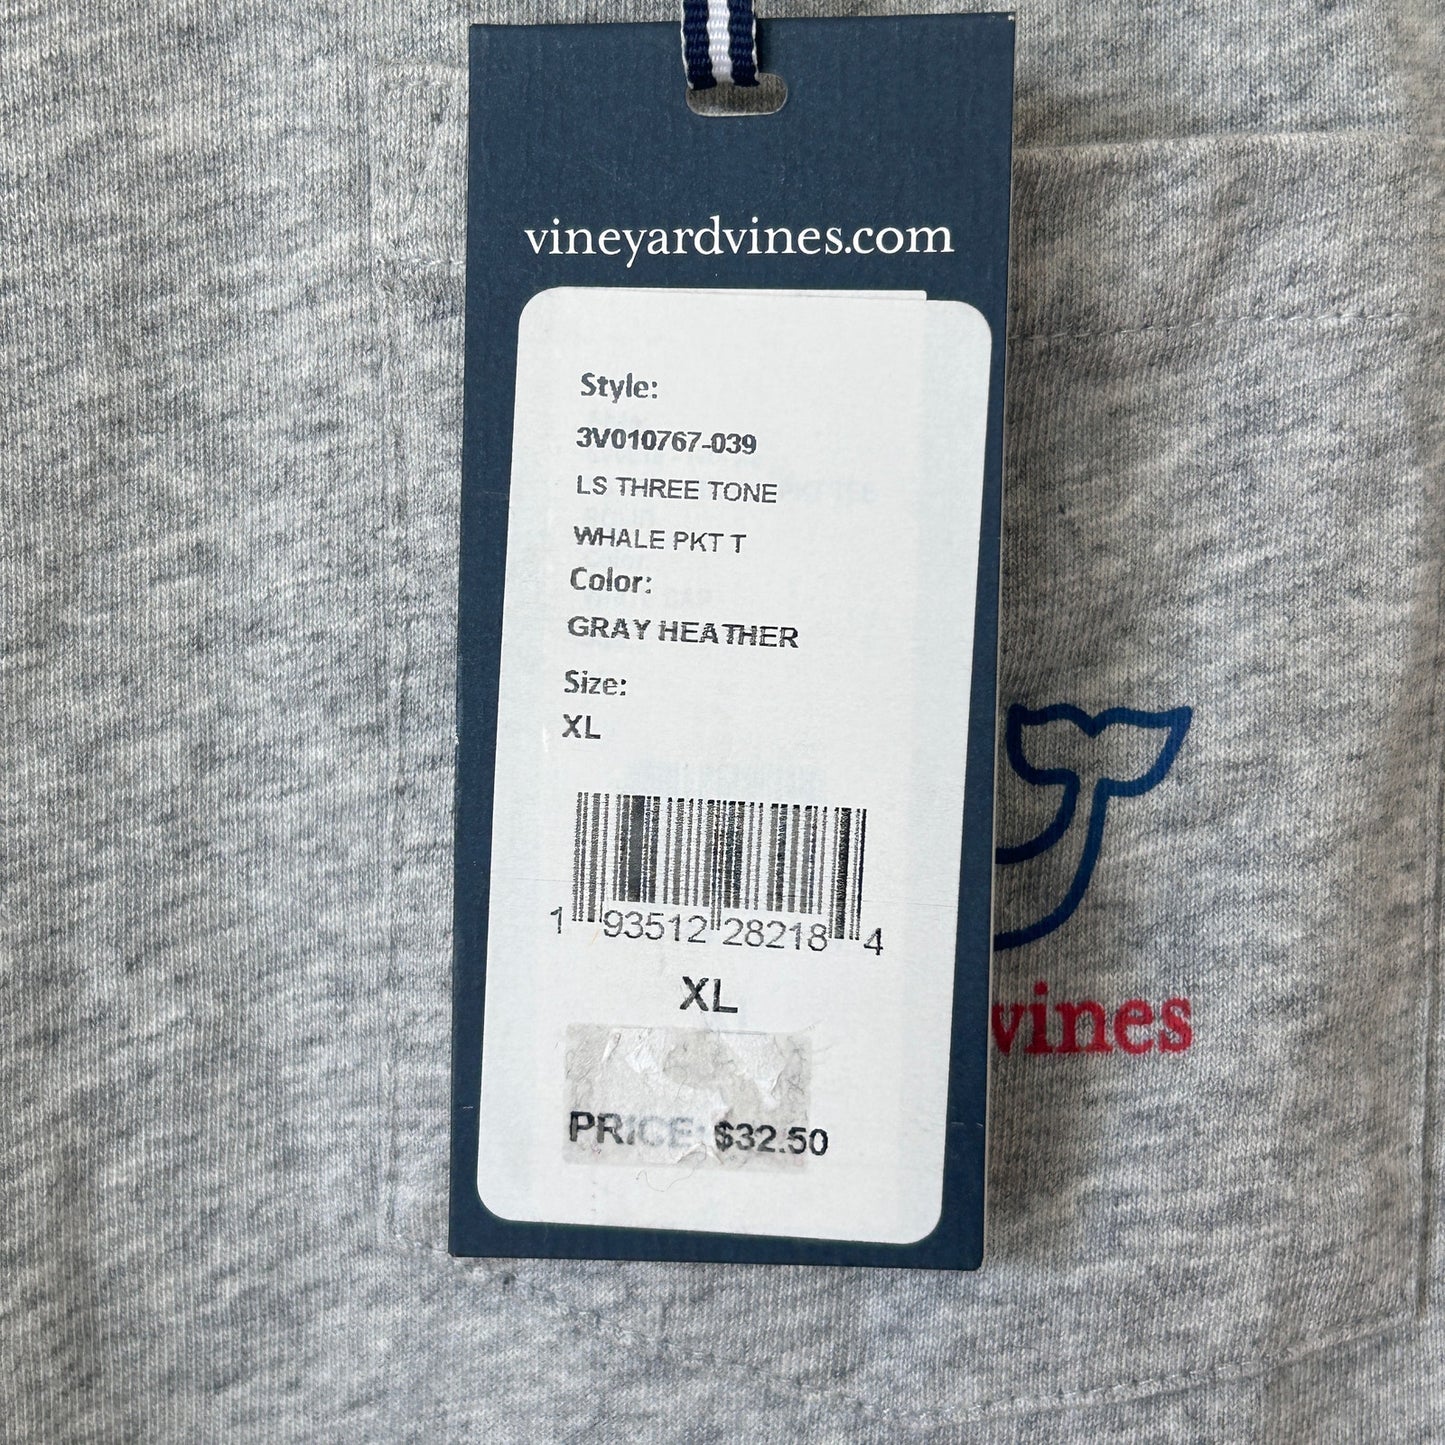 vineyardvines.com
Style:
3V010767-039
LS THREE TONE
WHALE PKT T
Color:
GRAY HEATHER
Size:
XL
1 93512 28218 4
XL
PRICE: $32.50
vines